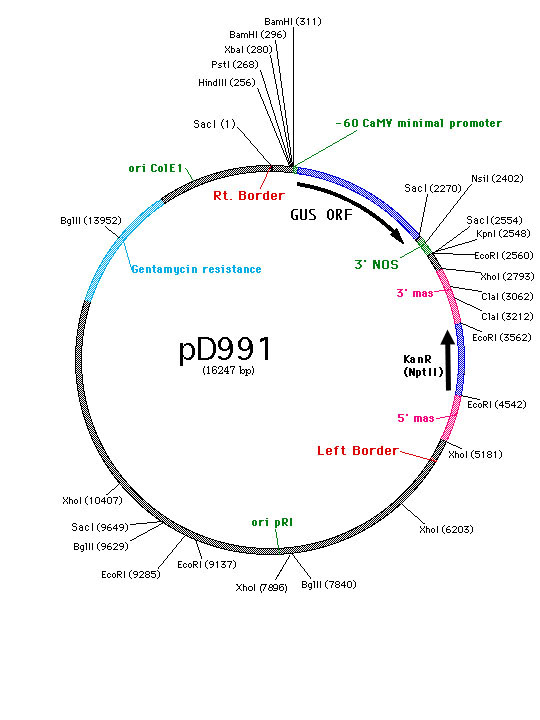 BamHI (311)
BamHI (296)
XbaI (280)
PstI (268)
HindIII (256)
SacI (1)
-60 CaMV minimal promoter
ori ColE1
Rt. Border
GUS ORF
SacI (2270)
NsiI (2402)
SacI (2554)
KpnI (2548)
EcoRI (2560)
3' NOS
XhoI (2793)
3' mas
ClaI (3062)
ClaI (3212)
EcoRI (3562)
BglII (13952)
Gentamycin resistance
pD991
(16247 bp)
KanR
(NptII)
EcoRI (4542)
5' mas
Left Border
XhoI (5181)
XhoI (6203)
XhoI (10407)
SacI (9649)
BglII (9629)
EcoRI (9285)
EcoRI (9137)
ori pRI
XhoI (7896)
BglII (7840)